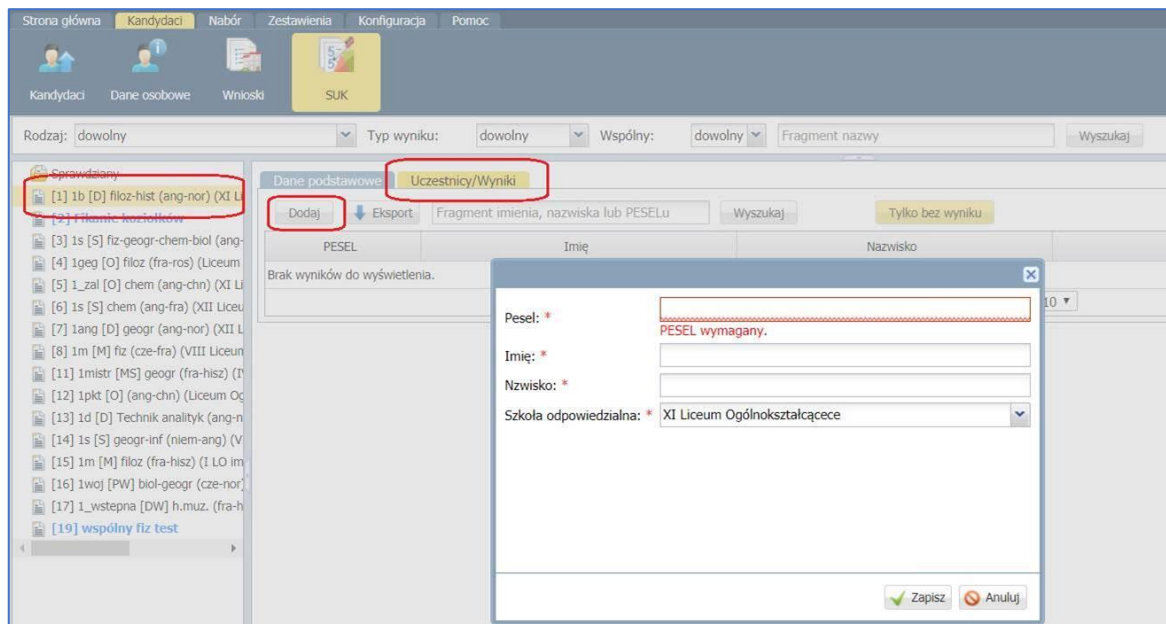 Strona główna Kandydaci Nabór Zestawienia Konfiguracja Pomoc
Kandydaci Dane osobowe Wnioski SUK
Rodzaj: dowolny Typ wyniku: dowolny Wspólny: dowolny Fragment nazwy Wyszukaj
Sprawdziany
[1] 1b [D] filoz-hist (ang-nor) (XI Li
[2] Filanie koziołków
[3] 1s [S] fiz-geogr-chem-biol (ang-
[4] 1geg [O] filoz (fra-ros) (Liceum
[5] 1_zal [O] chem (ang-chn) (XI Li
[6] 1s [S] chem (ang-fra) (XII Liceu
[7] 1ang [D] geogr (ang-nor) (XII L
[8] 1m [M] fiz (cze-fra) (VIII Liceum
[11] 1mistr [MS] geogr (fra-hisz) (IV
[12] 1pkt [O] (ang-chn) (Liceum Og
[13] 1d [D] Technik analityk (ang-n
[14] 1s [S] geogr-inf (niem-ang) (V
[15] 1m [M] filoz (fra-hisz) (I LO im
[16] 1woj [PW] biol-geogr (cze-nor)
[17] 1_wstepna [DW] h.muz. (fra-h
[19] wspólny fiz test
Dane podstawowe Uczestnicy/Wyniki
Dodaj Eksport Fragment imienia, nazwiska lub PESELu Wyszukaj Tylko bez wyniku
PESEL Imię Nazwisko
Brak wyników do wyświetlenia.
10
Pesel: *
PESEL wymagany.
Imię: *
Nzwisko: *
Szkoła odpowiedzialna: * XI Liceum Ogólnokształcącece
Zapisz Anuluj